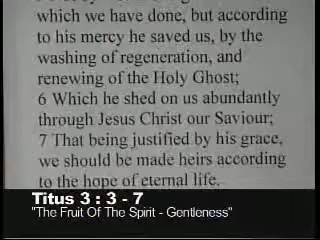 which we have done, but according
to his mercy he saved us, by the
washing of regeneration, and
renewing of the Holy Ghost;
6 Which he shed on us abundantly
through Jesus Christ our Saviour;
7 That being justified by his grace,
we should be made heirs according
to the hope of eternal life.
Titus 3 : 3 - 7
"The Fruit Of The Spirit - Gentleness"